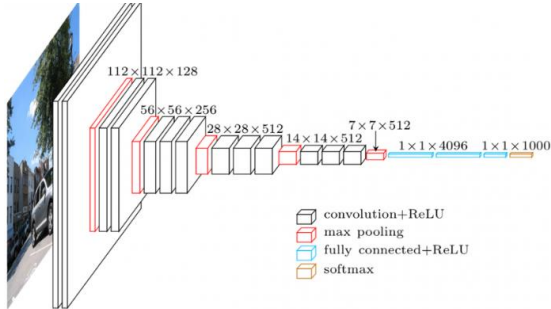 112×112×128
56×56×256
28×28×512
14×14×512
7×7×512
1×1×4096
1×1×1000
convolution+ReLU
max pooling
fully connected+ReLU
softmax